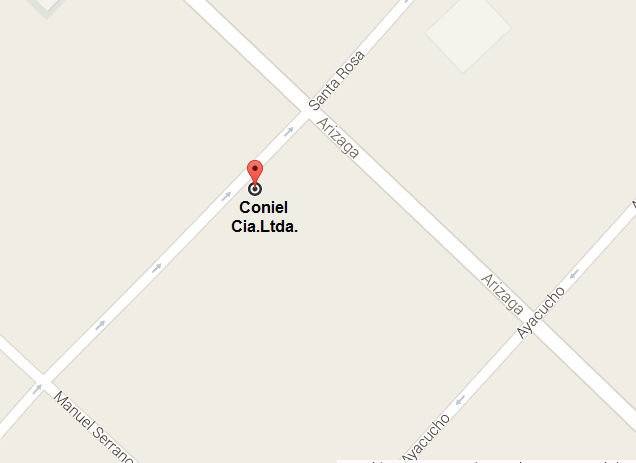 Santa Rosa
Arizaga
Coniel
Cia.Ltda.
Arizaga
Ayacucho
Manuel Serrano
Ayacucho